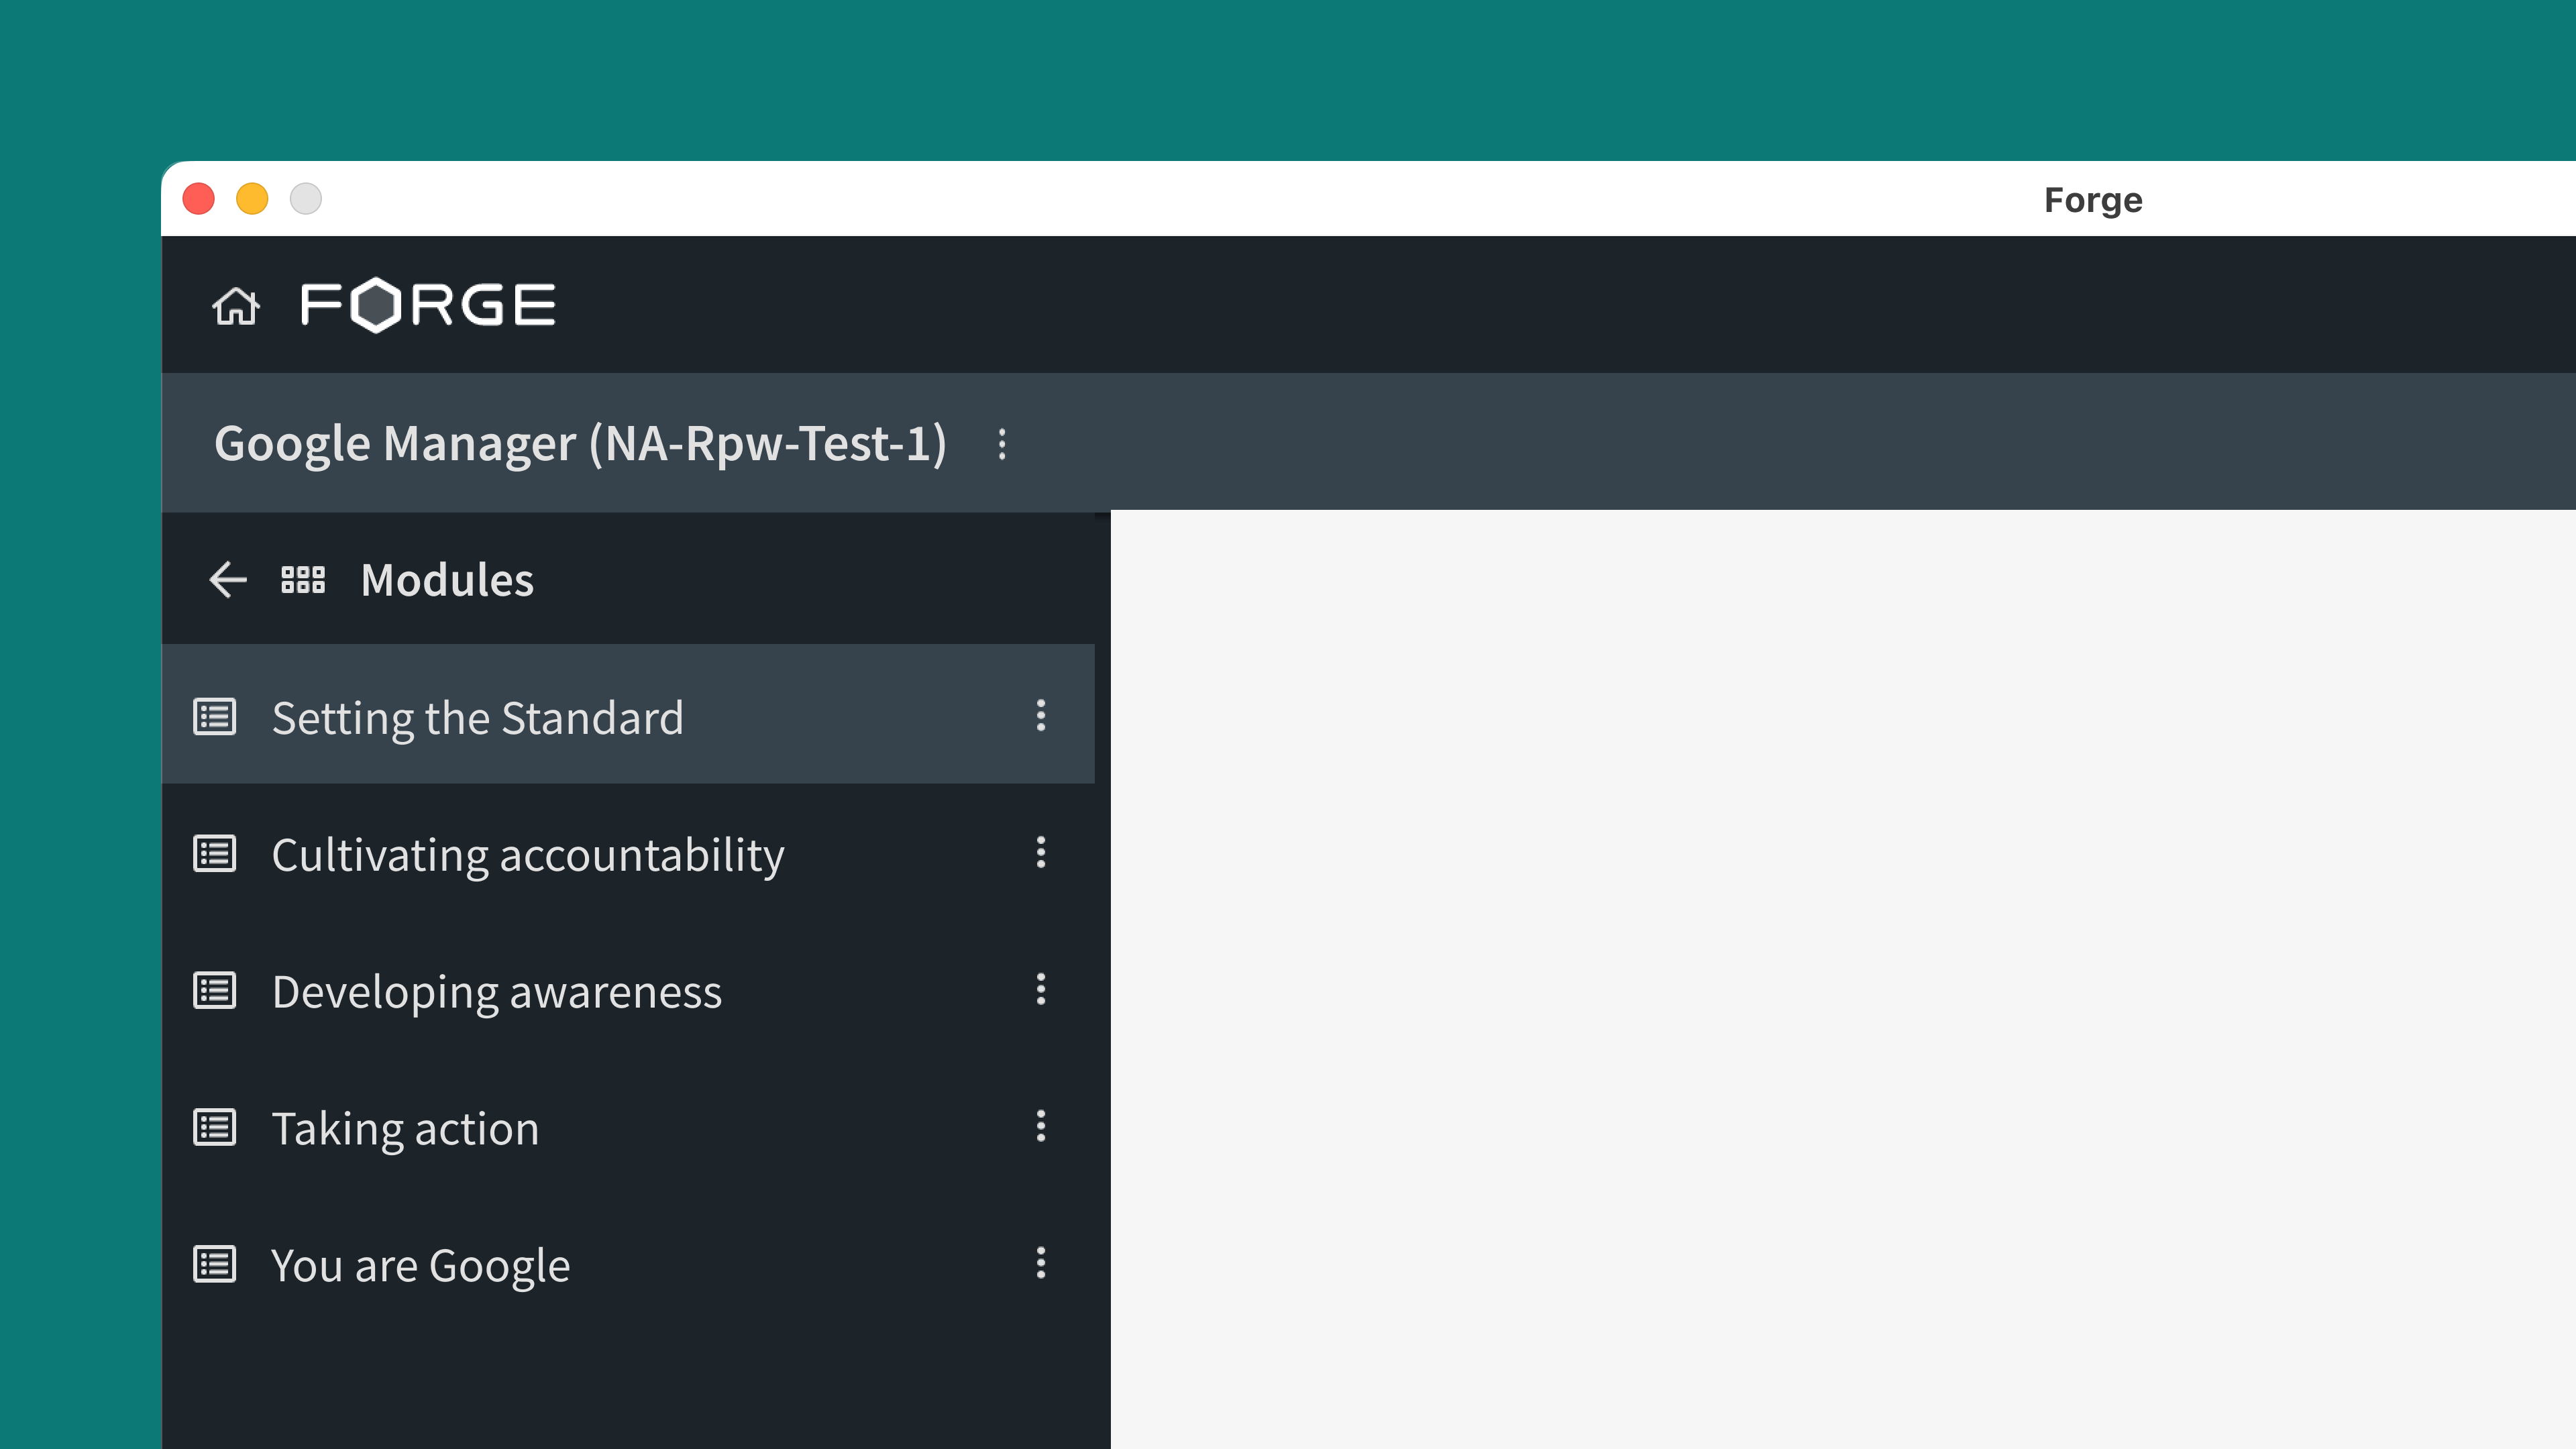 Forge
FORGE
Google Manager (NA-Rpw-Test-1)
Modules
Setting the Standard
Cultivating accountability
Developing awareness
Taking action
You are Google